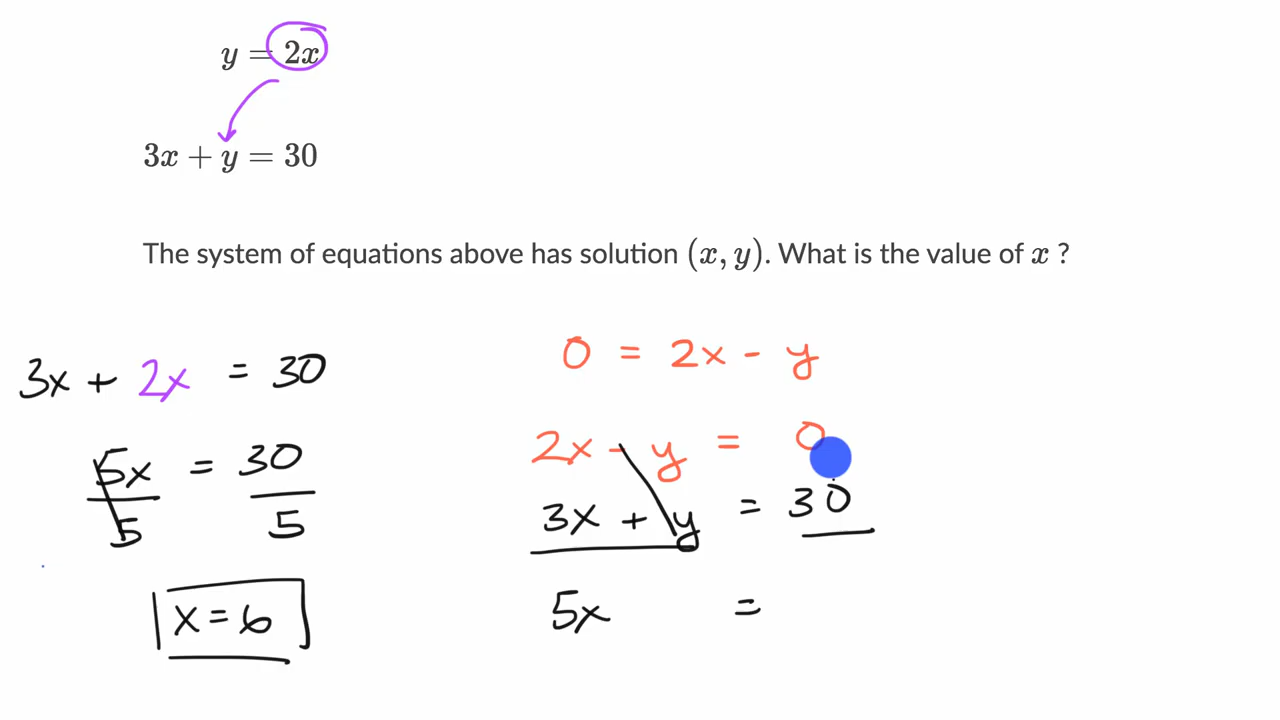 y = 2x
3x + y = 30
The system of equations above has solution (x, y). What is the value of x ?
3x + 2x = 30
5x = 30
5 5
x = 6
0 = 2x - y
2x - y = 0
3x + y = 30
5x =